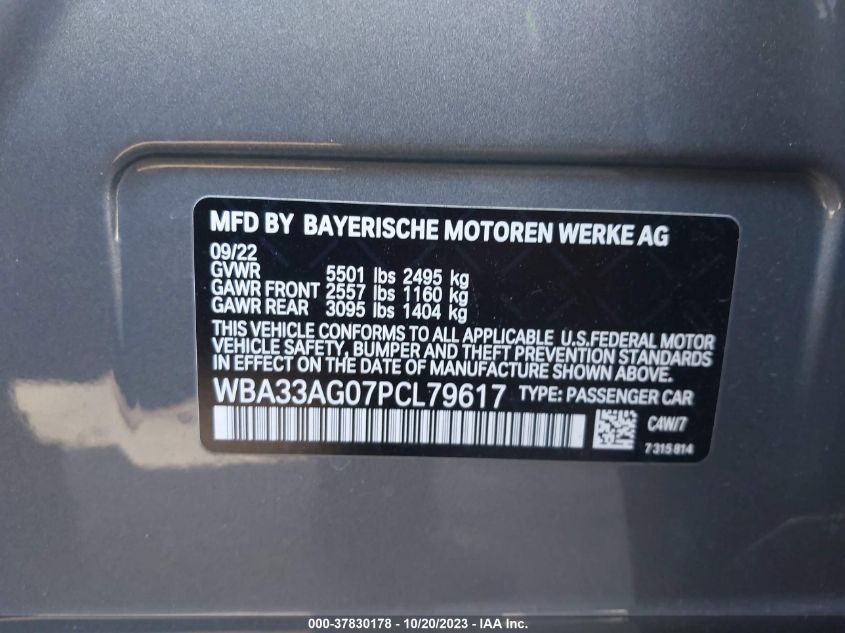 MFD BY BAYERISCHE MOTOREN WERKE AG
09/22
GVWR 5501 lbs 2495 kg
GAWR FRONT 2557 lbs 1160 kg
GAWR REAR 3095 lbs 1404 kg
THIS VEHICLE CONFORMS TO ALL APPLICABLE U.S.FEDERAL MOTOR
VEHICLE SAFETY, BUMPER AND THEFT PREVENTION STANDARDS
IN EFFECT ON THE DATE OF MANUFACTURE SHOWN ABOVE.
WBA33AG07PCL79617 TYPE: PASSENGER CAR
C4W/7
7 315 814
000-37830178 - 10/20/2023 - IAA Inc.